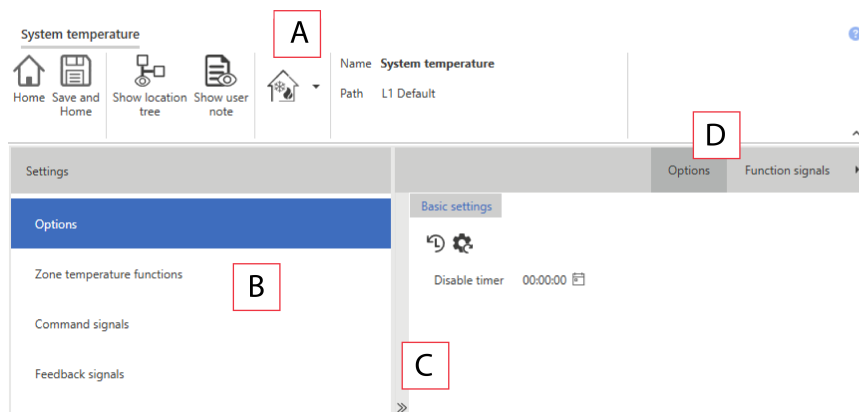 System temperature
A
?
Name System temperature
Path L1 Default
Home
Save and
Home
Show location
tree
Show user
note
D
Settings
Options
Function signals
Options
Zone temperature functions
B
Command signals
Feedback signals
C
Basic settings
Disable timer 00:00:00